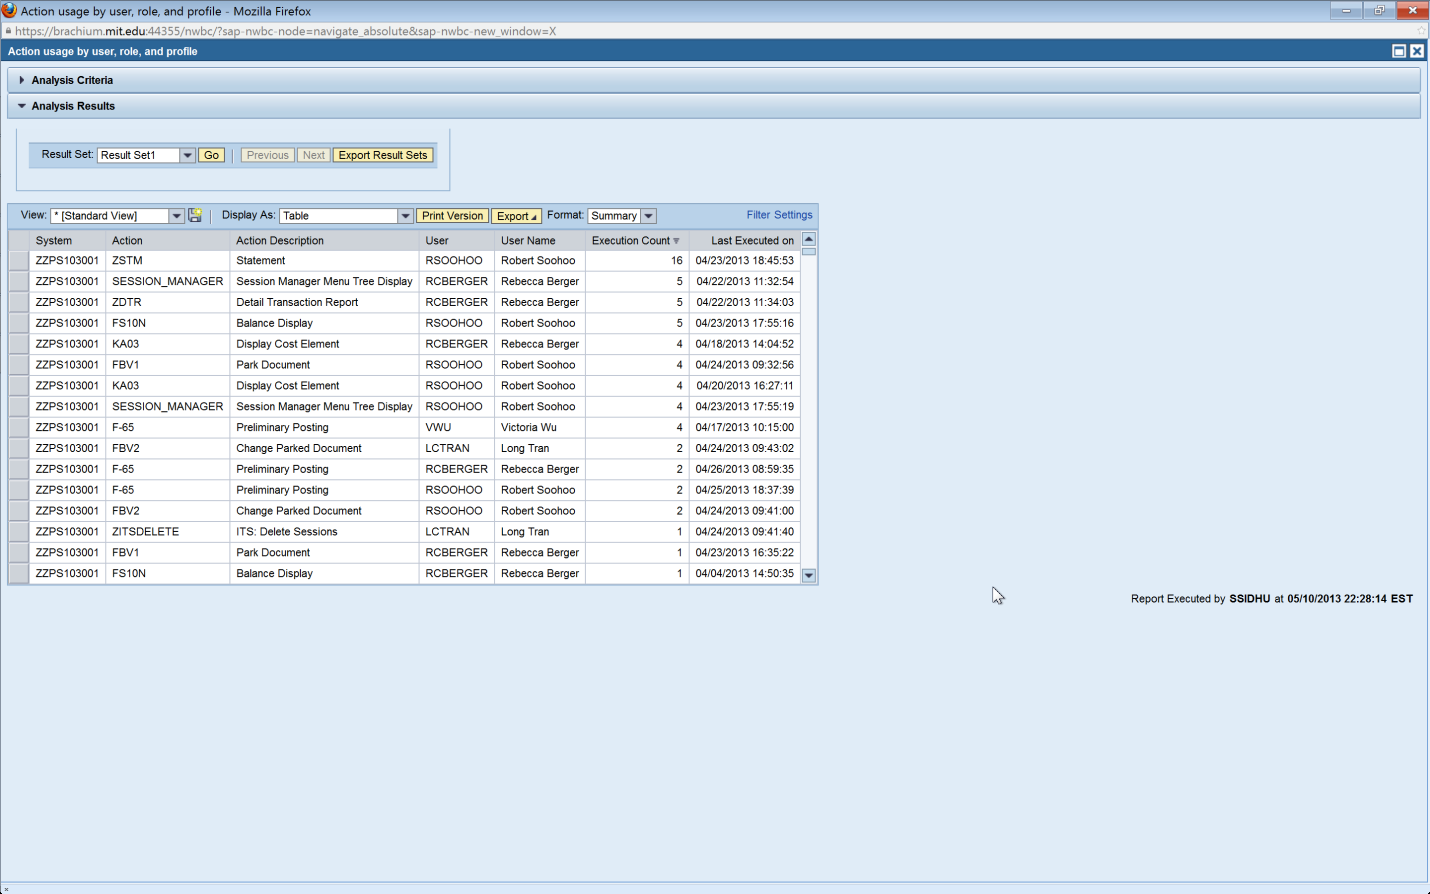 Action usage by user, role, and profile - Mozilla Firefox
https://brachium.mit.edu:44355/nwbc/?sap-nwbc-node=navigate_absolute&sap-nwbc-new_window=X
Action usage by user, role, and profile
Analysis Criteria
Analysis Results
Result Set: Result Set1 Go Previous Next Export Result Sets
View: * [Standard View] Display As: Table Print Version Export Format: Summary Filter Settings
System Action Action Description User User Name Execution Count Last Executed on
ZZPS103001 ZSTM Statement RSOOHOO Robert Soohoo 16 04/23/2013 18:45:53
ZZPS103001 SESSION_MANAGER Session Manager Menu Tree Display RCBERGER Rebecca Berger 5 04/22/2013 11:32:54
ZZPS103001 ZDTR Detail Transaction Report RCBERGER Rebecca Berger 5 04/22/2013 11:34:03
ZZPS103001 FS10N Balance Display RSOOHOO Robert Soohoo 5 04/23/2013 17:55:16
ZZPS103001 KA03 Display Cost Element RCBERGER Rebecca Berger 4 04/18/2013 14:04:52
ZZPS103001 FBV1 Park Document RSOOHOO Robert Soohoo 4 04/24/2013 09:32:56
ZZPS103001 KA03 Display Cost Element RSOOHOO Robert Soohoo 4 04/20/2013 16:27:11
ZZPS103001 SESSION_MANAGER Session Manager Menu Tree Display RSOOHOO Robert Soohoo 4 04/23/2013 17:55:19
ZZPS103001 F-65 Preliminary Posting VWU Victoria Wu 4 04/17/2013 10:15:00
ZZPS103001 FBV2 Change Parked Document LCTRAN Long Tran 2 04/24/2013 09:43:02
ZZPS103001 F-65 Preliminary Posting RCBERGER Rebecca Berger 2 04/26/2013 08:59:35
ZZPS103001 F-65 Preliminary Posting RSOOHOO Robert Soohoo 2 04/25/2013 18:37:39
ZZPS103001 FBV2 Change Parked Document RSOOHOO Robert Soohoo 2 04/24/2013 09:41:00
ZZPS103001 ZITSDELETE ITS: Delete Sessions LCTRAN Long Tran 1 04/24/2013 09:41:40
ZZPS103001 FBV1 Park Document RCBERGER Rebecca Berger 1 04/23/2013 16:35:22
ZZPS103001 FS10N Balance Display RCBERGER Rebecca Berger 1 04/04/2013 14:50:35
Report Executed by SSIDHU at 05/10/2013 22:28:14 EST